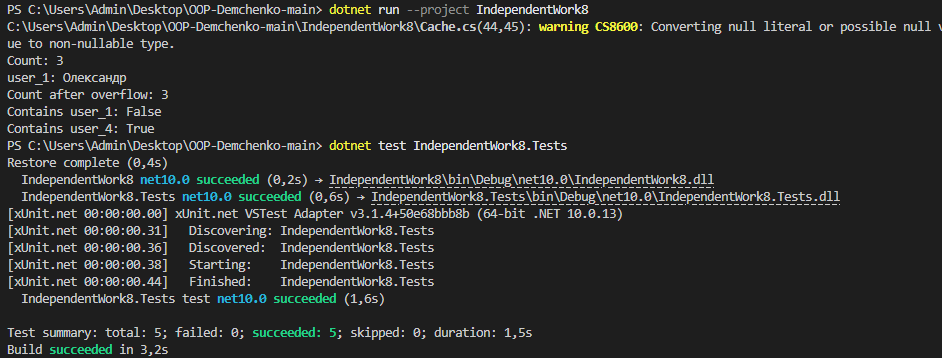 PS C:\Users\Admin\Desktop\OOP-Demchenko-main> dotnet run --project IndependentWork8
C:\Users\Admin\Desktop\OOP-Demchenko-main\IndependentWork8\Cache.cs(44,45): warning CS8600: Converting null literal or possible null v
ue to non-nullable type.
Count: 3
user_1: Олександр
Count after overflow: 3
Contains user_1: False
Contains user_4: True
PS C:\Users\Admin\Desktop\OOP-Demchenko-main> dotnet test IndependentWork8.Tests
Restore complete (0,4s)
  IndependentWork8 net10.0 succeeded (0,2s) → IndependentWork8\bin\Debug\net10.0\IndependentWork8.dll
  IndependentWork8.Tests net10.0 succeeded (0,6s) → IndependentWork8.Tests\bin\Debug\net10.0\IndependentWork8.Tests.dll
[xUnit.net 00:00:00.00] xUnit.net VSTest Adapter v3.1.4+50e68bbb8b (64-bit .NET 10.0.13)
[xUnit.net 00:00:00.31]   Discovering: IndependentWork8.Tests
[xUnit.net 00:00:00.36]   Discovered:  IndependentWork8.Tests
[xUnit.net 00:00:00.38]   Starting:    IndependentWork8.Tests
[xUnit.net 00:00:00.44]   Finished:    IndependentWork8.Tests
  IndependentWork8.Tests test net10.0 succeeded (1,6s)

Test summary: total: 5; failed: 0; succeeded: 5; skipped: 0; duration: 1,5s
Build succeeded in 3,2s